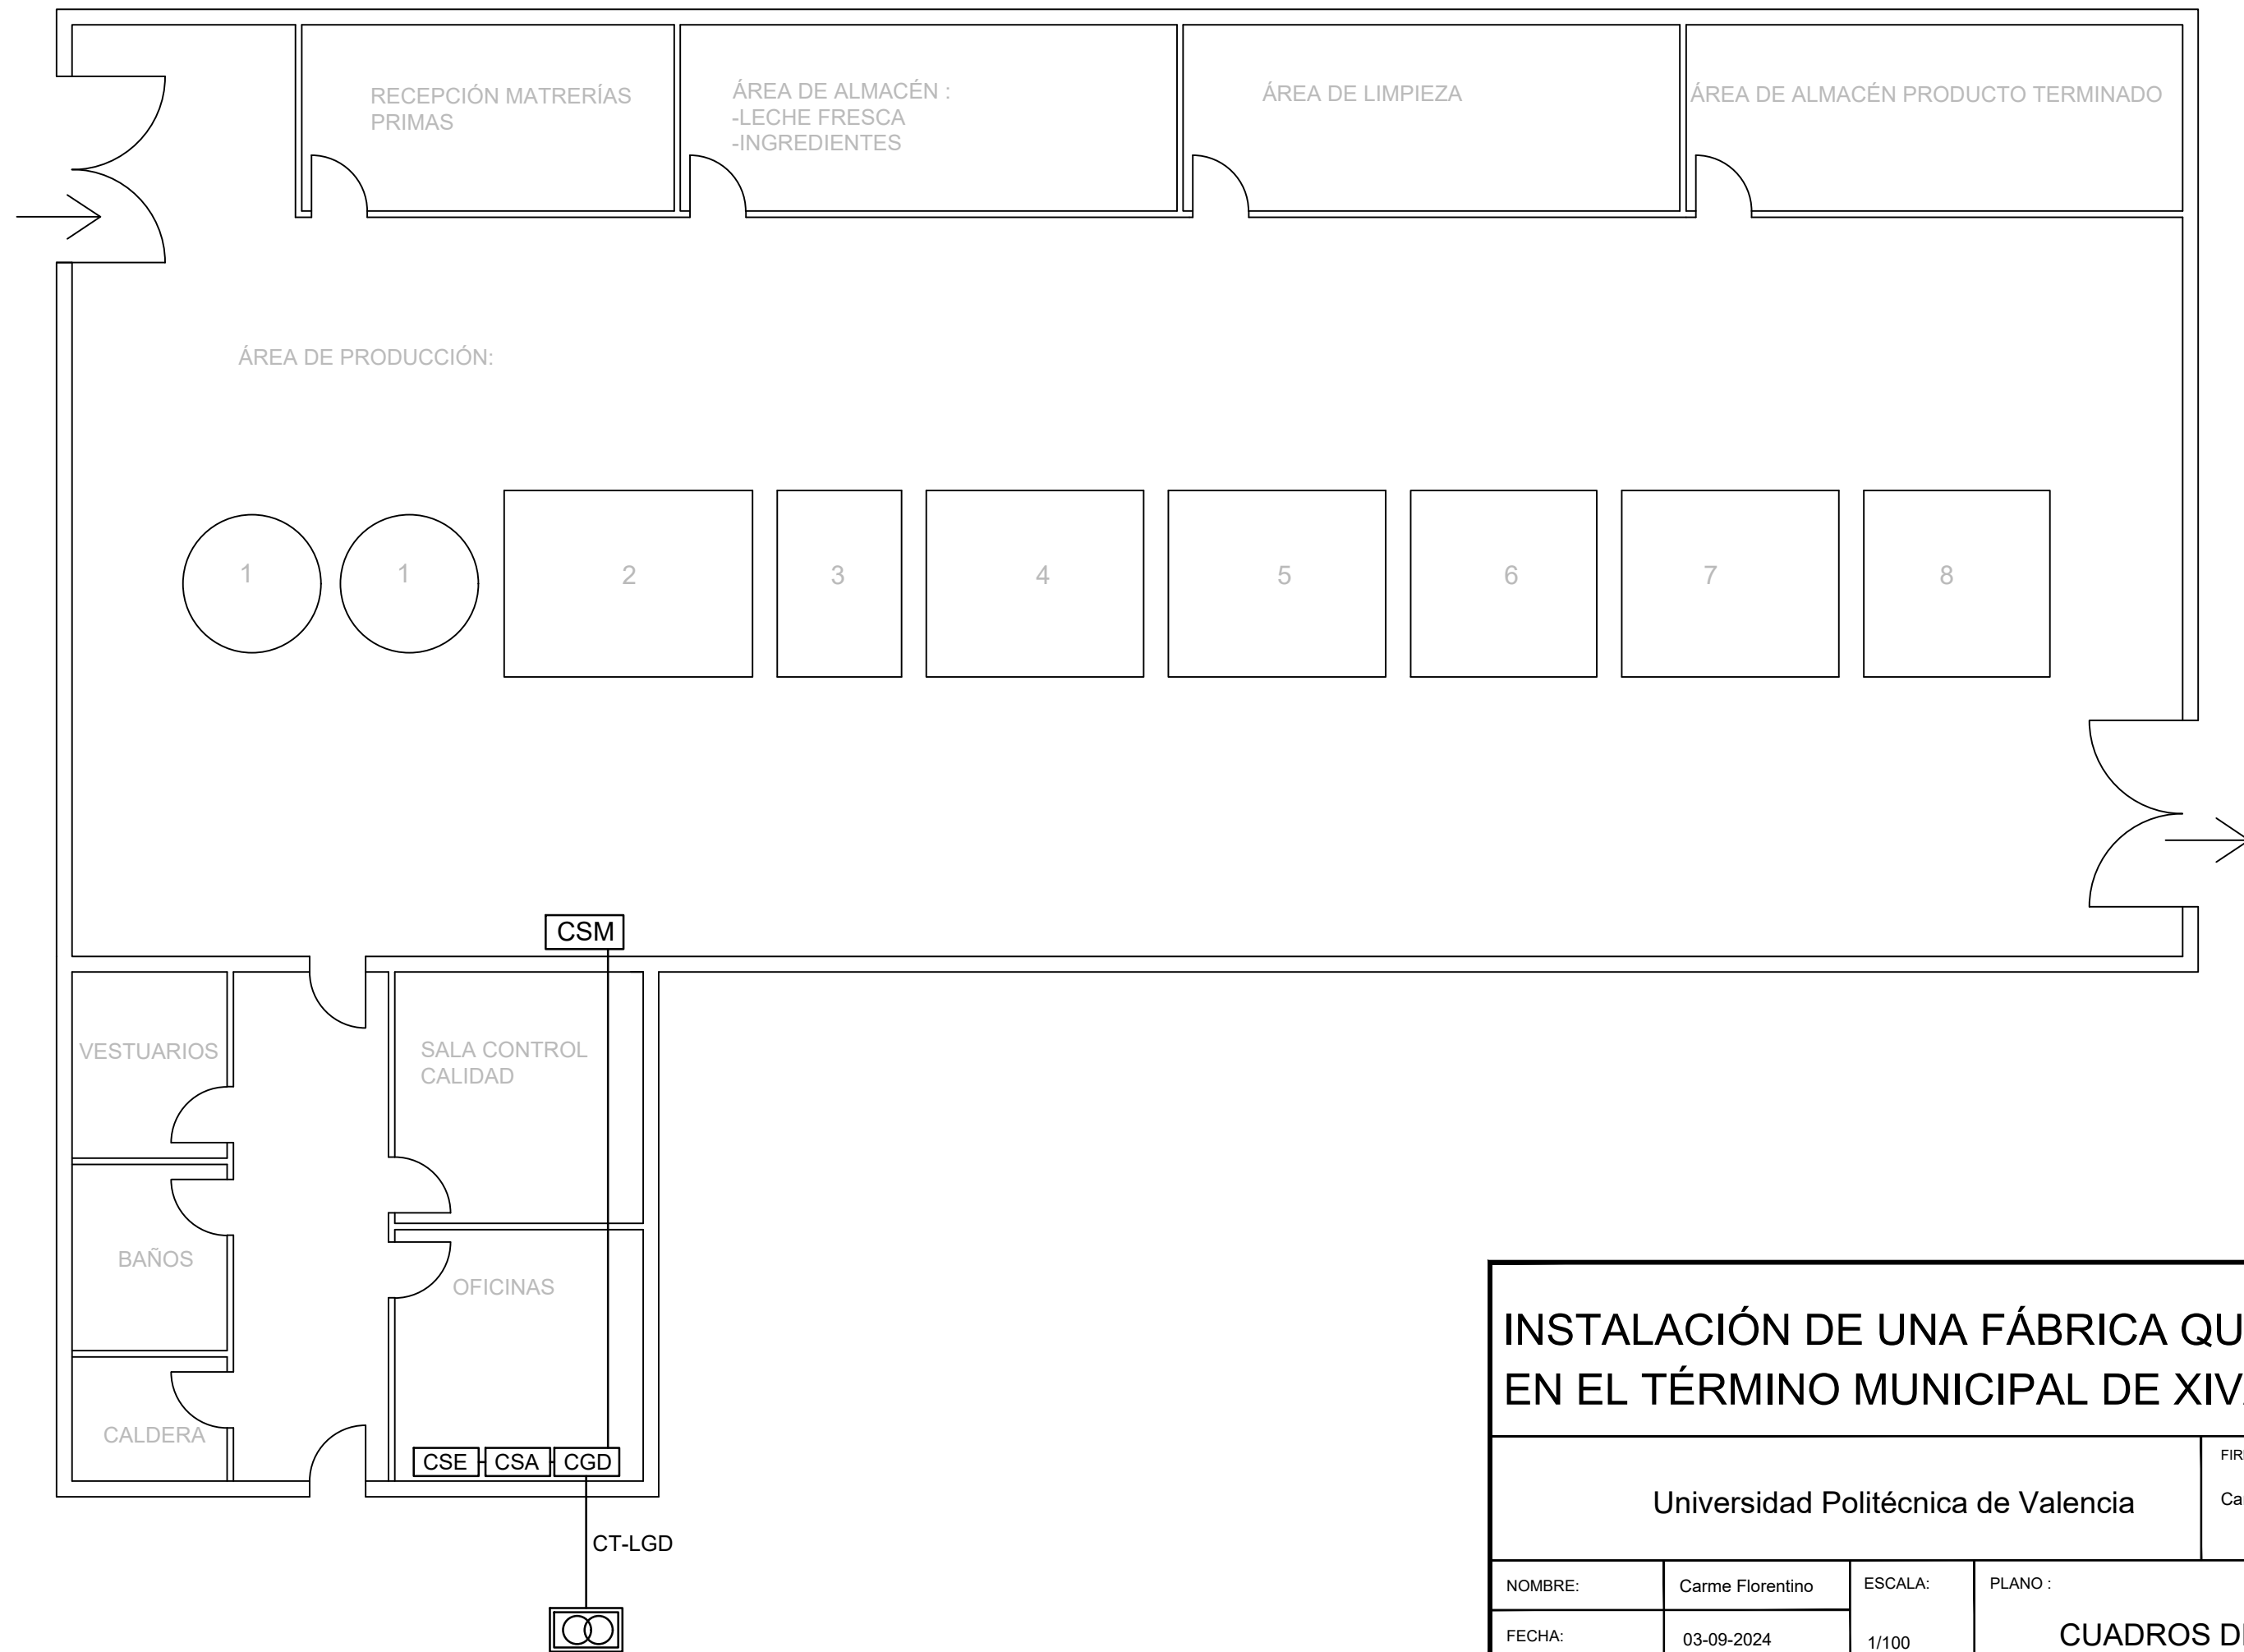 RECEPCIÓN MATRERÍAS
PRIMAS
ÁREA DE ALMACÉN :
-LECHE FRESCA
-INGREDIENTES
ÁREA DE LIMPIEZA
ÁREA DE ALMACÉN PRODUCTO TERMINADO
ÁREA DE PRODUCCIÓN:
1
1
2
3
4
5
6
7
8
CSM
VESTUARIOS
SALA CONTROL
CALIDAD
BAÑOS
OFICINAS
CALDERA
CSE
CSA
CGD
CT-LGD
INSTALACIÓN DE UNA FÁBRICA
EN EL TÉRMINO MUNICIPAL DE
Universidad Politécnica de Valencia
NOMBRE:
Carme Florentino
ESCALA:
PLANO :
FECHA:
03-09-2024
1/100
CUADROS